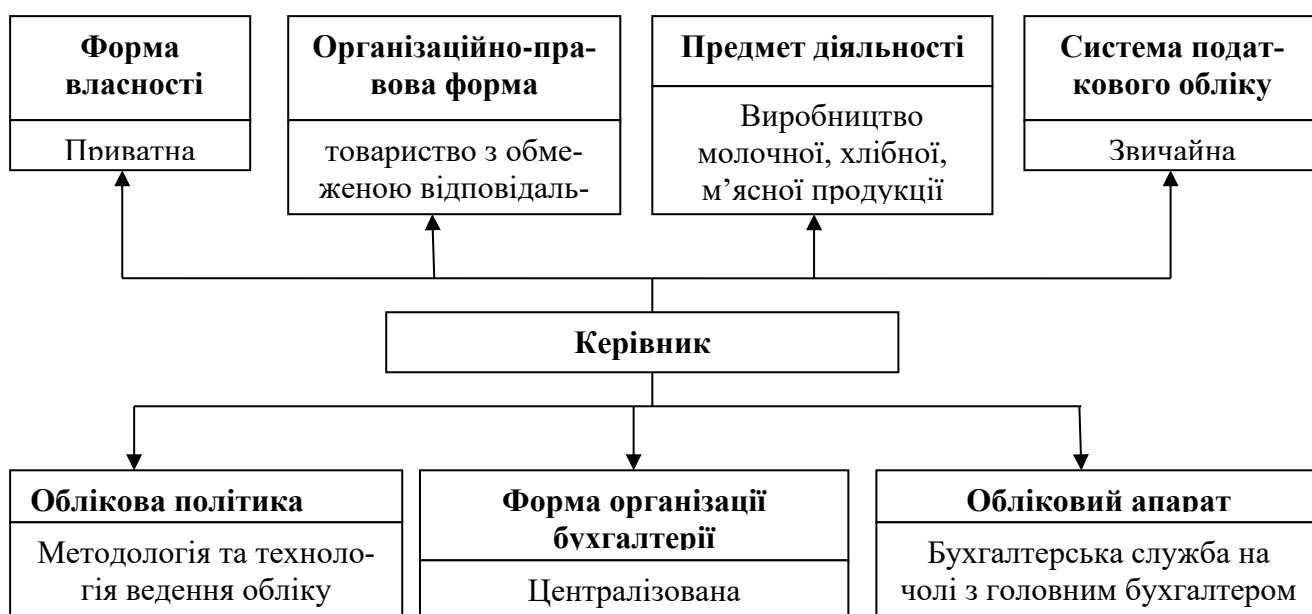 Форма
власності
Приватна
Організаційно-пра-
вова форма
товариство з обме-
женою відповідаль-
Предмет діяльності
Виробництво
молочної, хлібної,
м’ясної продукції
Система подат-
кового обліку
Звичайна
Керівник
Облікова політика
Методологія та техноло-
гія ведення обліку
Форма організації
бухгалтерії
Централізована
Обліковий апарат
Бухгалтерська служба на
чолі з головним бухгалтером